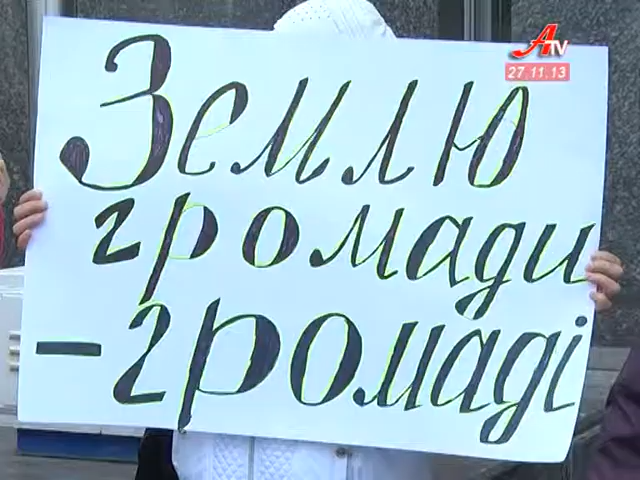 ATV
27.11.13
Землю
громади
- громаді